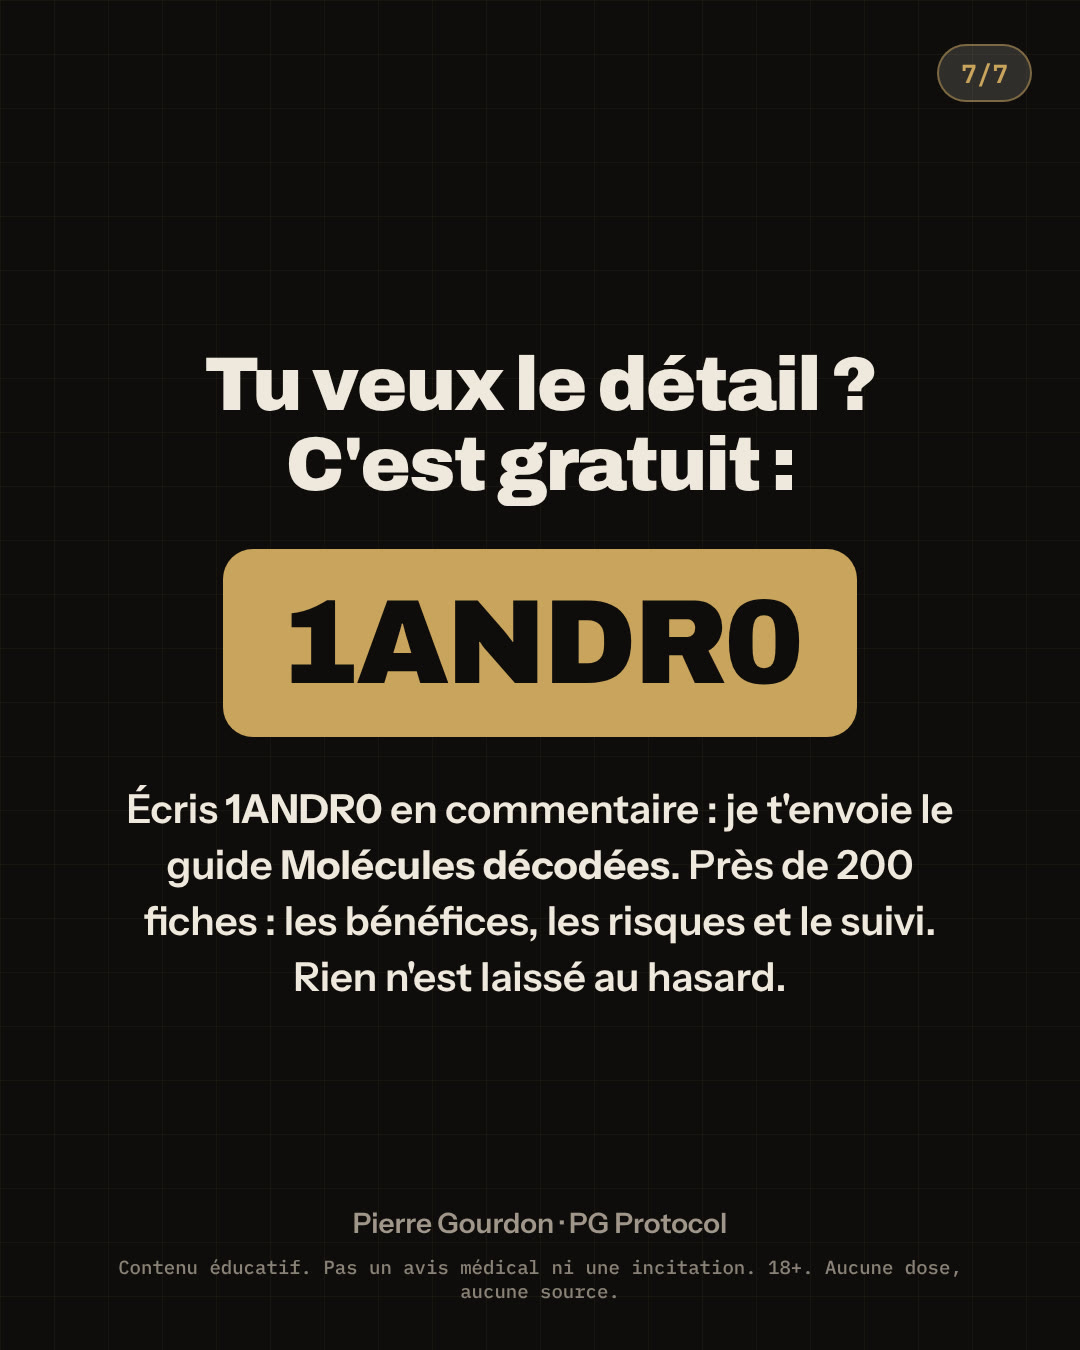 7/7
Tu veux le détail ?
C'est gratuit :
1ANDR0
Écris 1ANDR0 en commentaire : je t'envoie le
guide Molécules décodées. Près de 200
fiches : les bénéfices, les risques et le suivi.
Rien n'est laissé au hasard.
Pierre Gourdon · PG Protocol
Contenu éducatif. Pas un avis médical ni une incitation. 18+. Aucune dose,
aucune source.